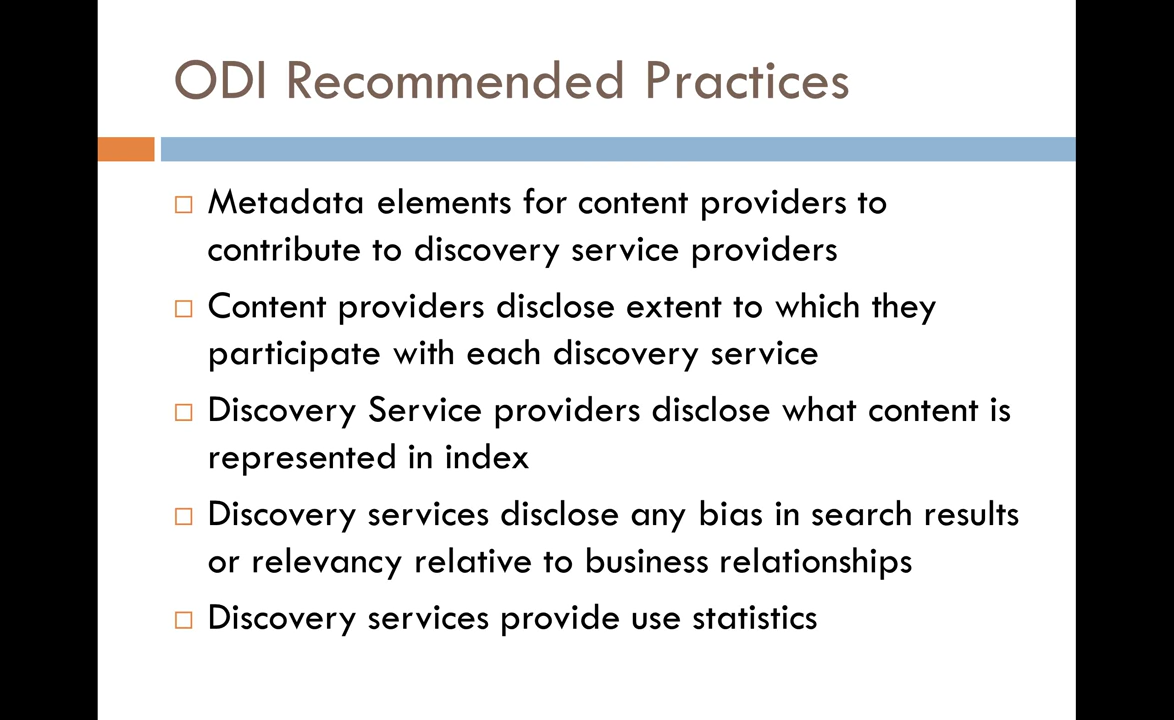 ODI Recommended Practices
Metadata elements for content providers to
contribute to discovery service providers
Content providers disclose extent to which they
participate with each discovery service
Discovery Service providers disclose what content is
represented in index
Discovery services disclose any bias in search results
or relevancy relative to business relationships
Discovery services provide use statistics